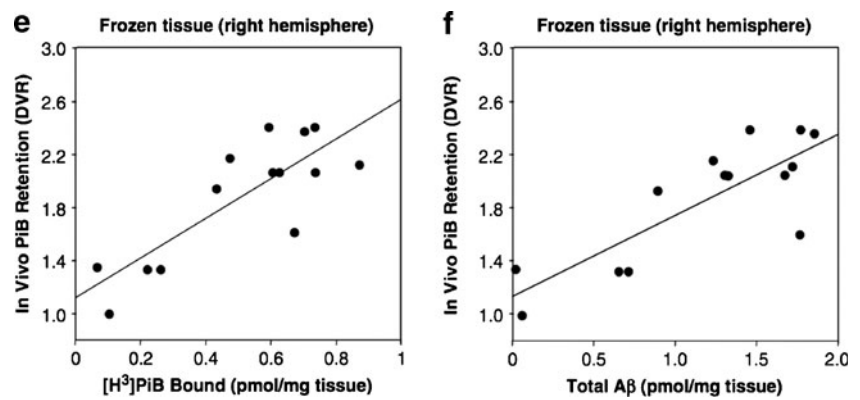 e Frozen tissue (right hemisphere)
In Vivo PiB Retention (DVR)
3.0
2.6
2.2
1.8
1.4
1.0
0 0.2 0.4 0.6 0.8 1
[H³]PiB Bound (pmol/mg tissue)
f Frozen tissue (right hemisphere)
In Vivo PiB Retention (DVR)
3.0
2.6
2.2
1.8
1.4
1.0
0 0.5 1.0 1.5 2.0
Total Aβ (pmol/mg tissue)